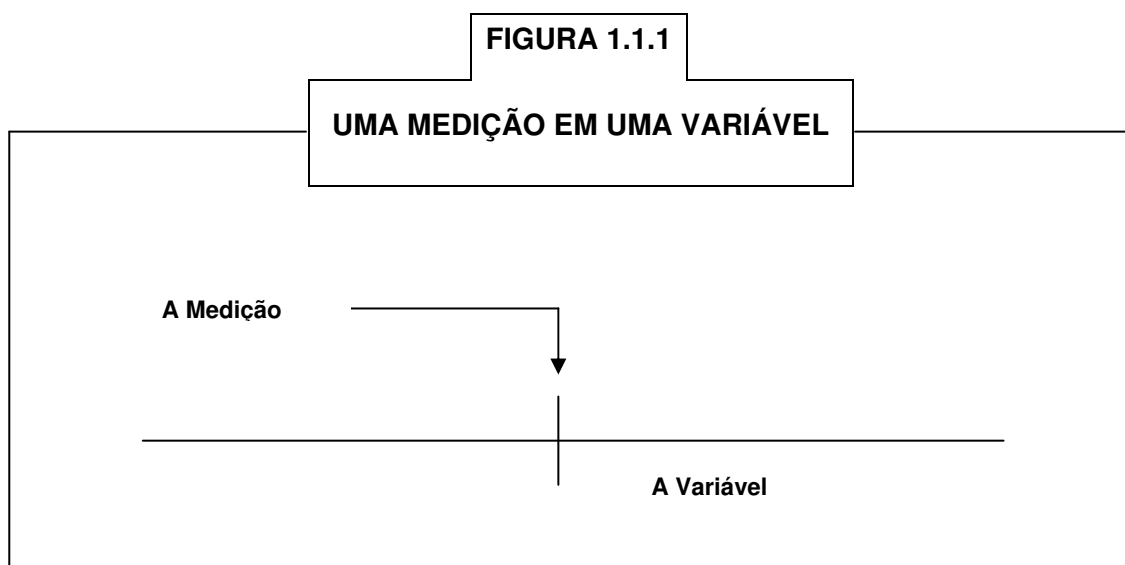 FIGURA 1.1.1
UMA MEDIÇÃO EM UMA VARIÁVEL
A Medição
A Variável